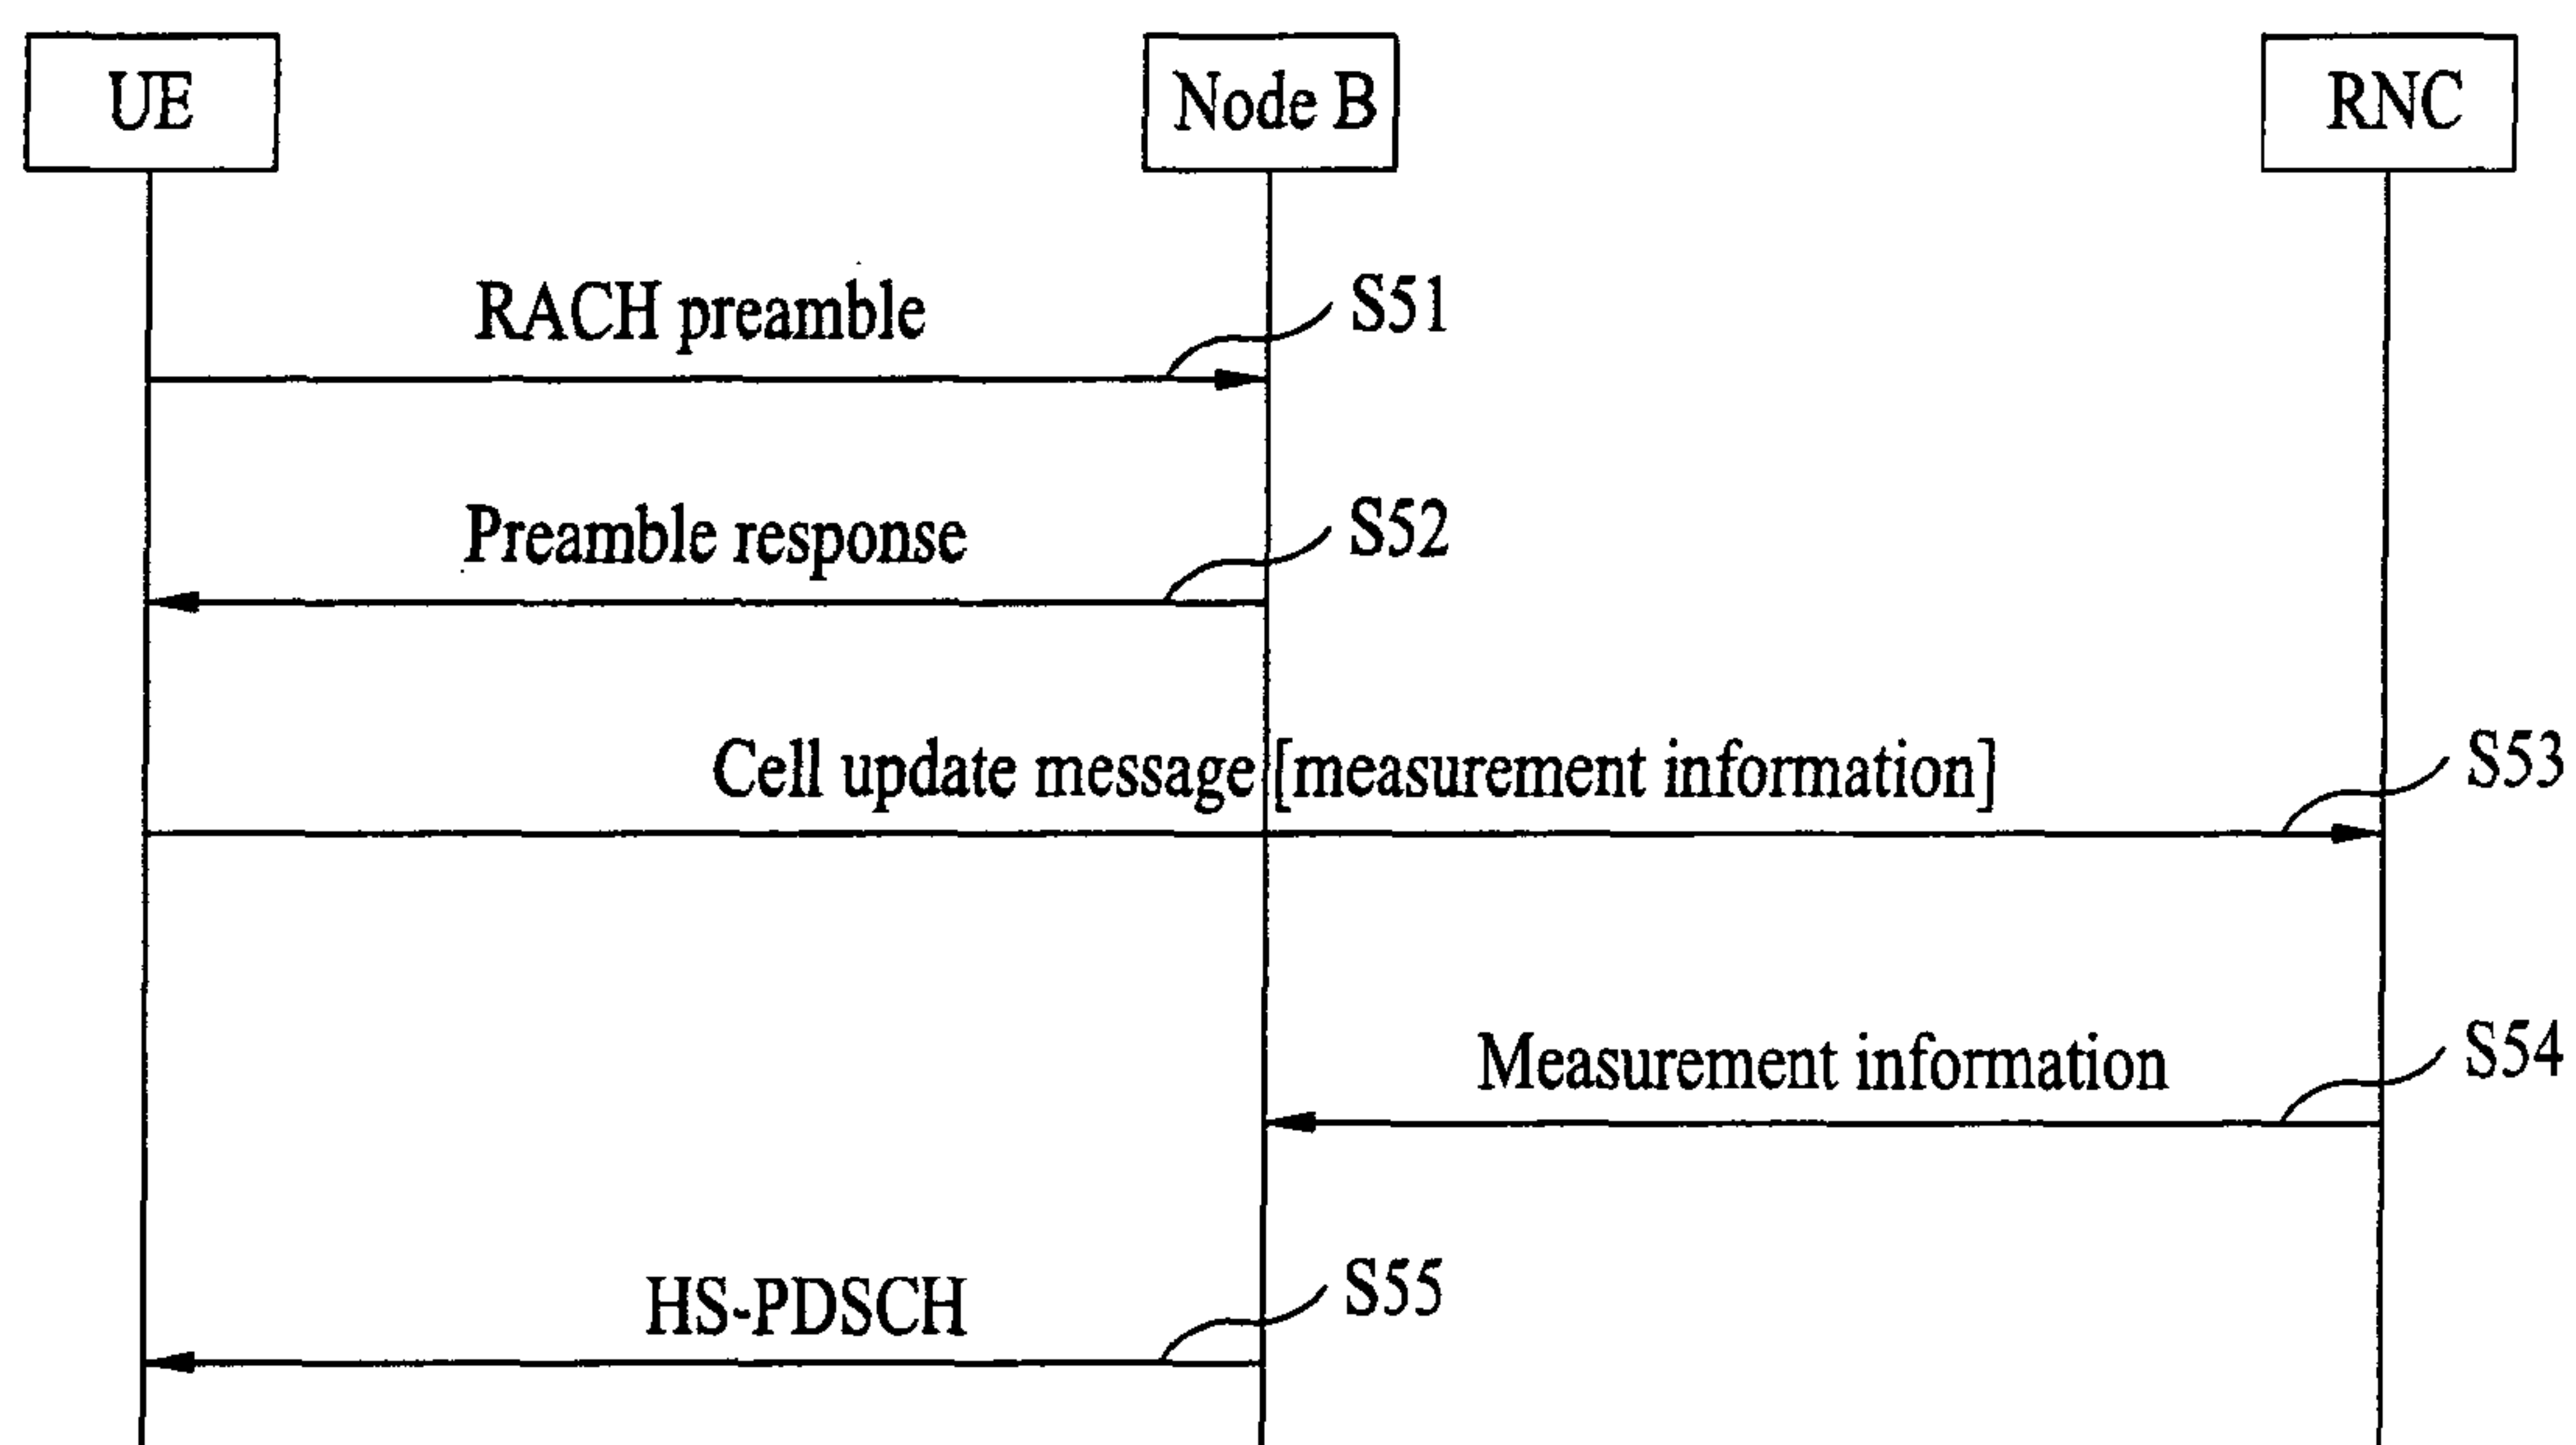 UE
Node B
RNC
RACH preamble
S51
Preamble response
S52
Cell update message [measurement information]
S53
Measurement information
S54
HS-PDSCH
S55